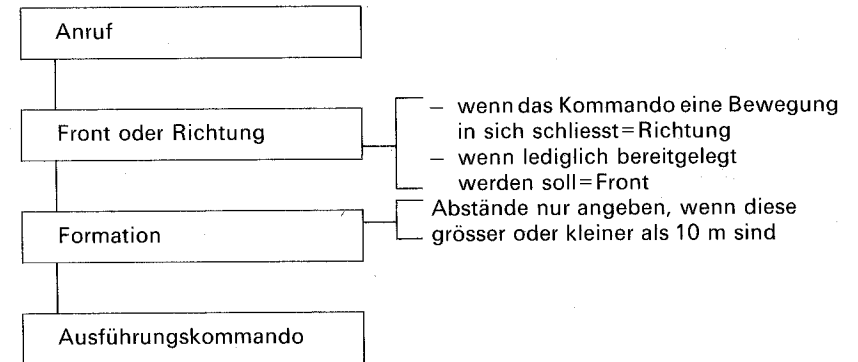 Anruf
Front oder Richtung
– wenn das Kommando eine Bewegung
in sich schliesst=Richtung
– wenn lediglich bereitgelegt
werden soll=Front
Formation
Abstände nur angeben, wenn diese
grösser oder kleiner als 10 m sind
Ausführungskommando